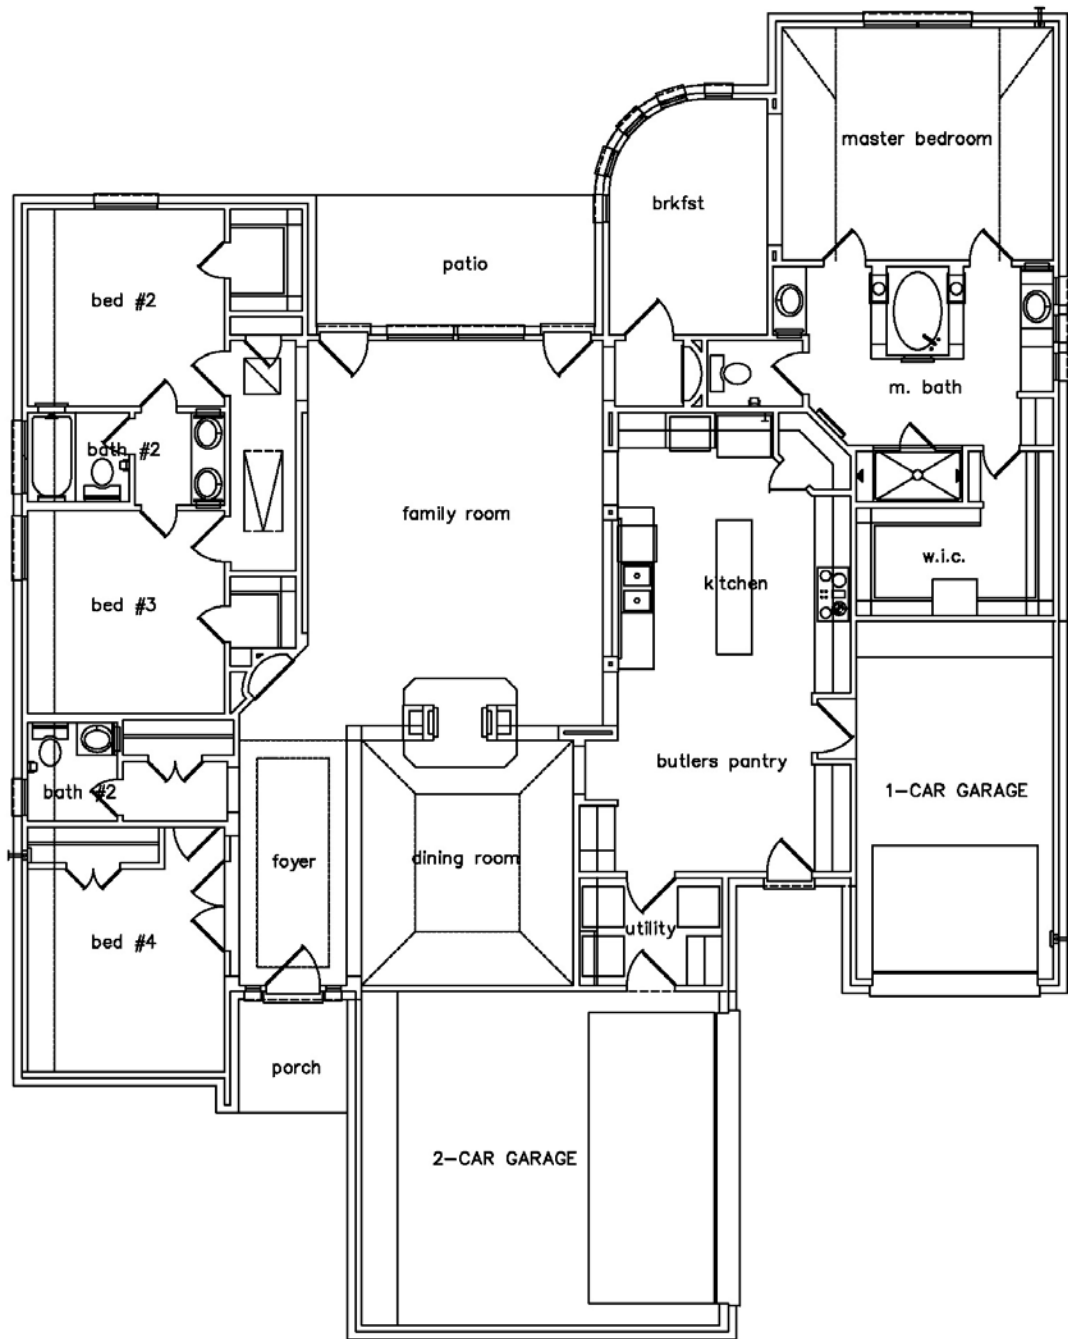 master bedroom
brkfst
patio
bed #2
m. bath
bath #2
family room
w.i.c.
kitchen
bed #3
butlers pantry
bath #2
1-CAR GARAGE
foyer
dining room
utility
bed #4
porch
2-CAR GARAGE